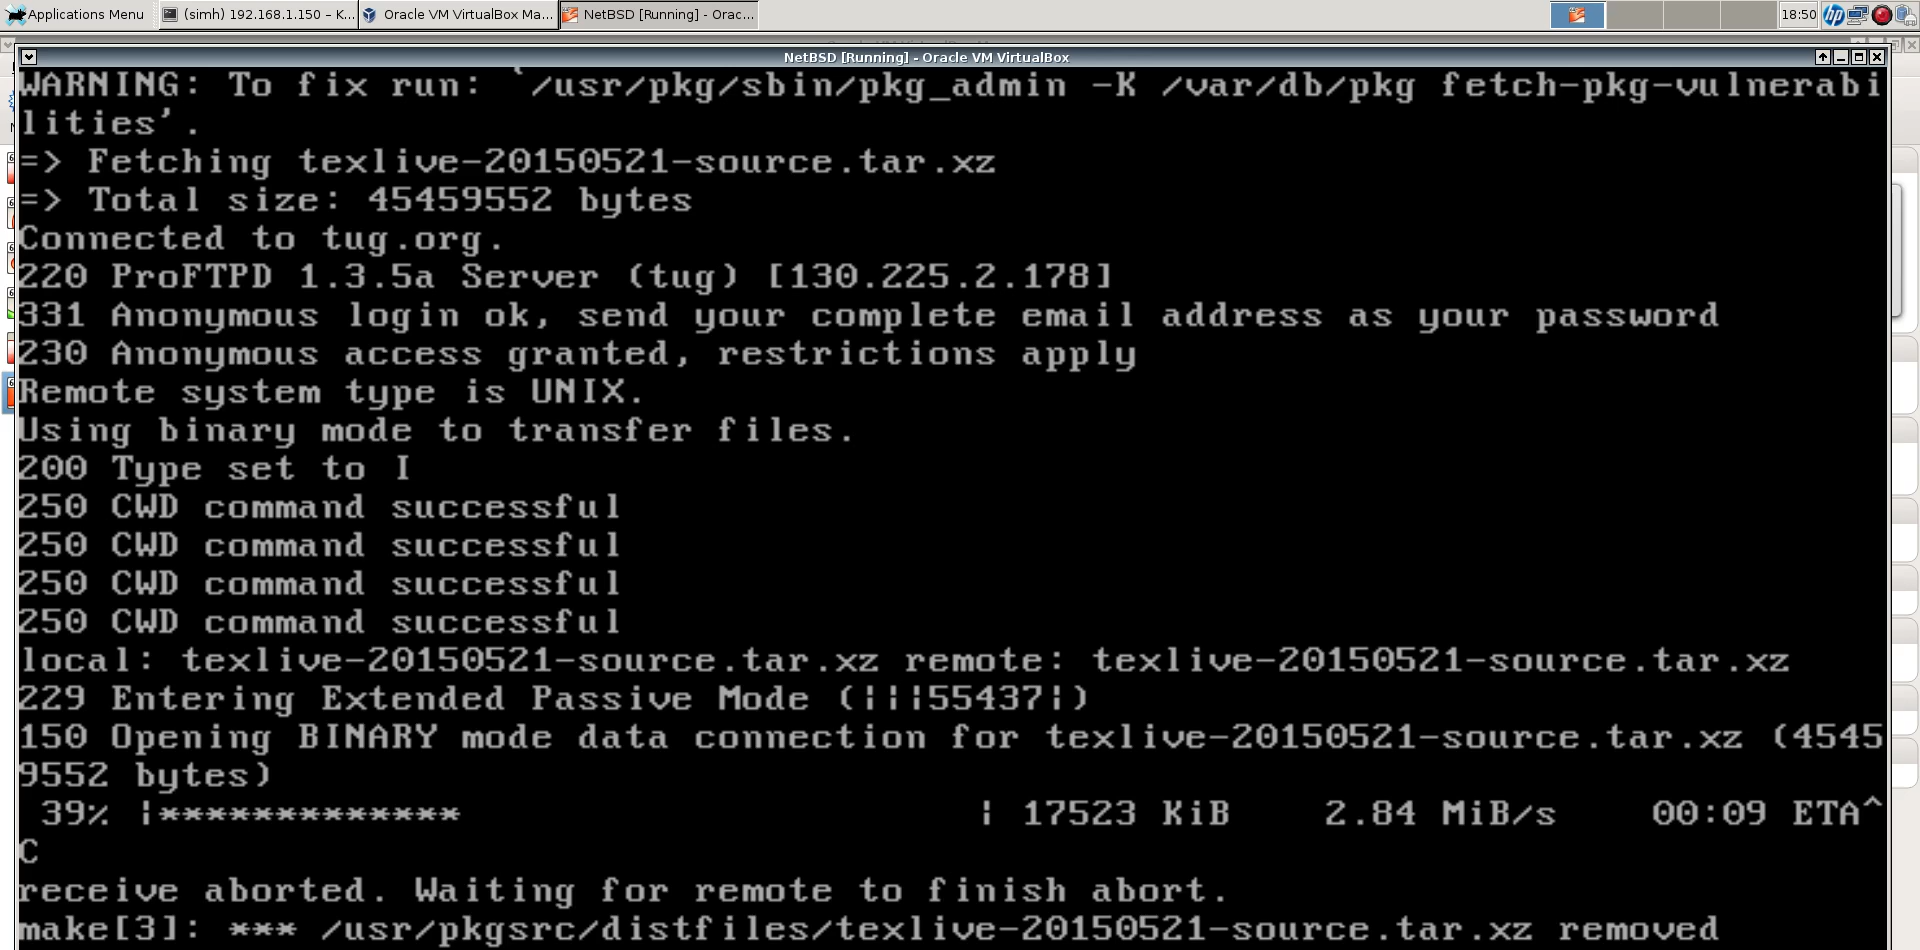 Applications Menu
(simh) 192.168.1.150 – K...
Oracle VM VirtualBox Ma...
NetBSD [Running] - Orac...
18:50
NetBSD [Running] - Oracle VM VirtualBox
WARNING: To fix run: `/usr/pkg/sbin/pkg_admin -K /var/db/pkg fetch-pkg-vulnerabi
lities'.
=> Fetching texlive-20150521-source.tar.xz
=> Total size: 45459552 bytes
Connected to tug.org.
220 ProFTPD 1.3.5a Server (tug) [130.225.2.178]
331 Anonymous login ok, send your complete email address as your password
230 Anonymous access granted, restrictions apply
Remote system type is UNIX.
Using binary mode to transfer files.
200 Type set to I
250 CWD command successful
250 CWD command successful
250 CWD command successful
250 CWD command successful
local: texlive-20150521-source.tar.xz remote: texlive-20150521-source.tar.xz
229 Entering Extended Passive Mode (|||55437|)
150 Opening BINARY mode data connection for texlive-20150521-source.tar.xz (4545
9552 bytes)
39% |************* | 17523 KiB 2.84 MiB/s 00:09 ETA^
C
receive aborted. Waiting for remote to finish abort.
make[3]: *** /usr/pkgsrc/distfiles/texlive-20150521-source.tar.xz removed